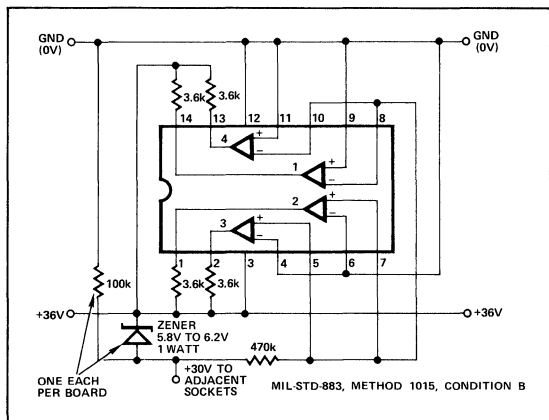 GND
(0V)
GND
(0V)
3.6k
3.6k
14
13
12
11
10
9
8
4
+
−
1
+
−
2
+
−
3
+
−
1
2
3
4
5
6
7
3.6k
3.6k
100k
+36V
+36V
ZENER
5.8V TO 6.2V
1 WATT
470k
ONE EACH
PER BOARD
+30V TO
ADJACENT
SOCKETS
MIL-STD-883, METHOD 1015, CONDITION B